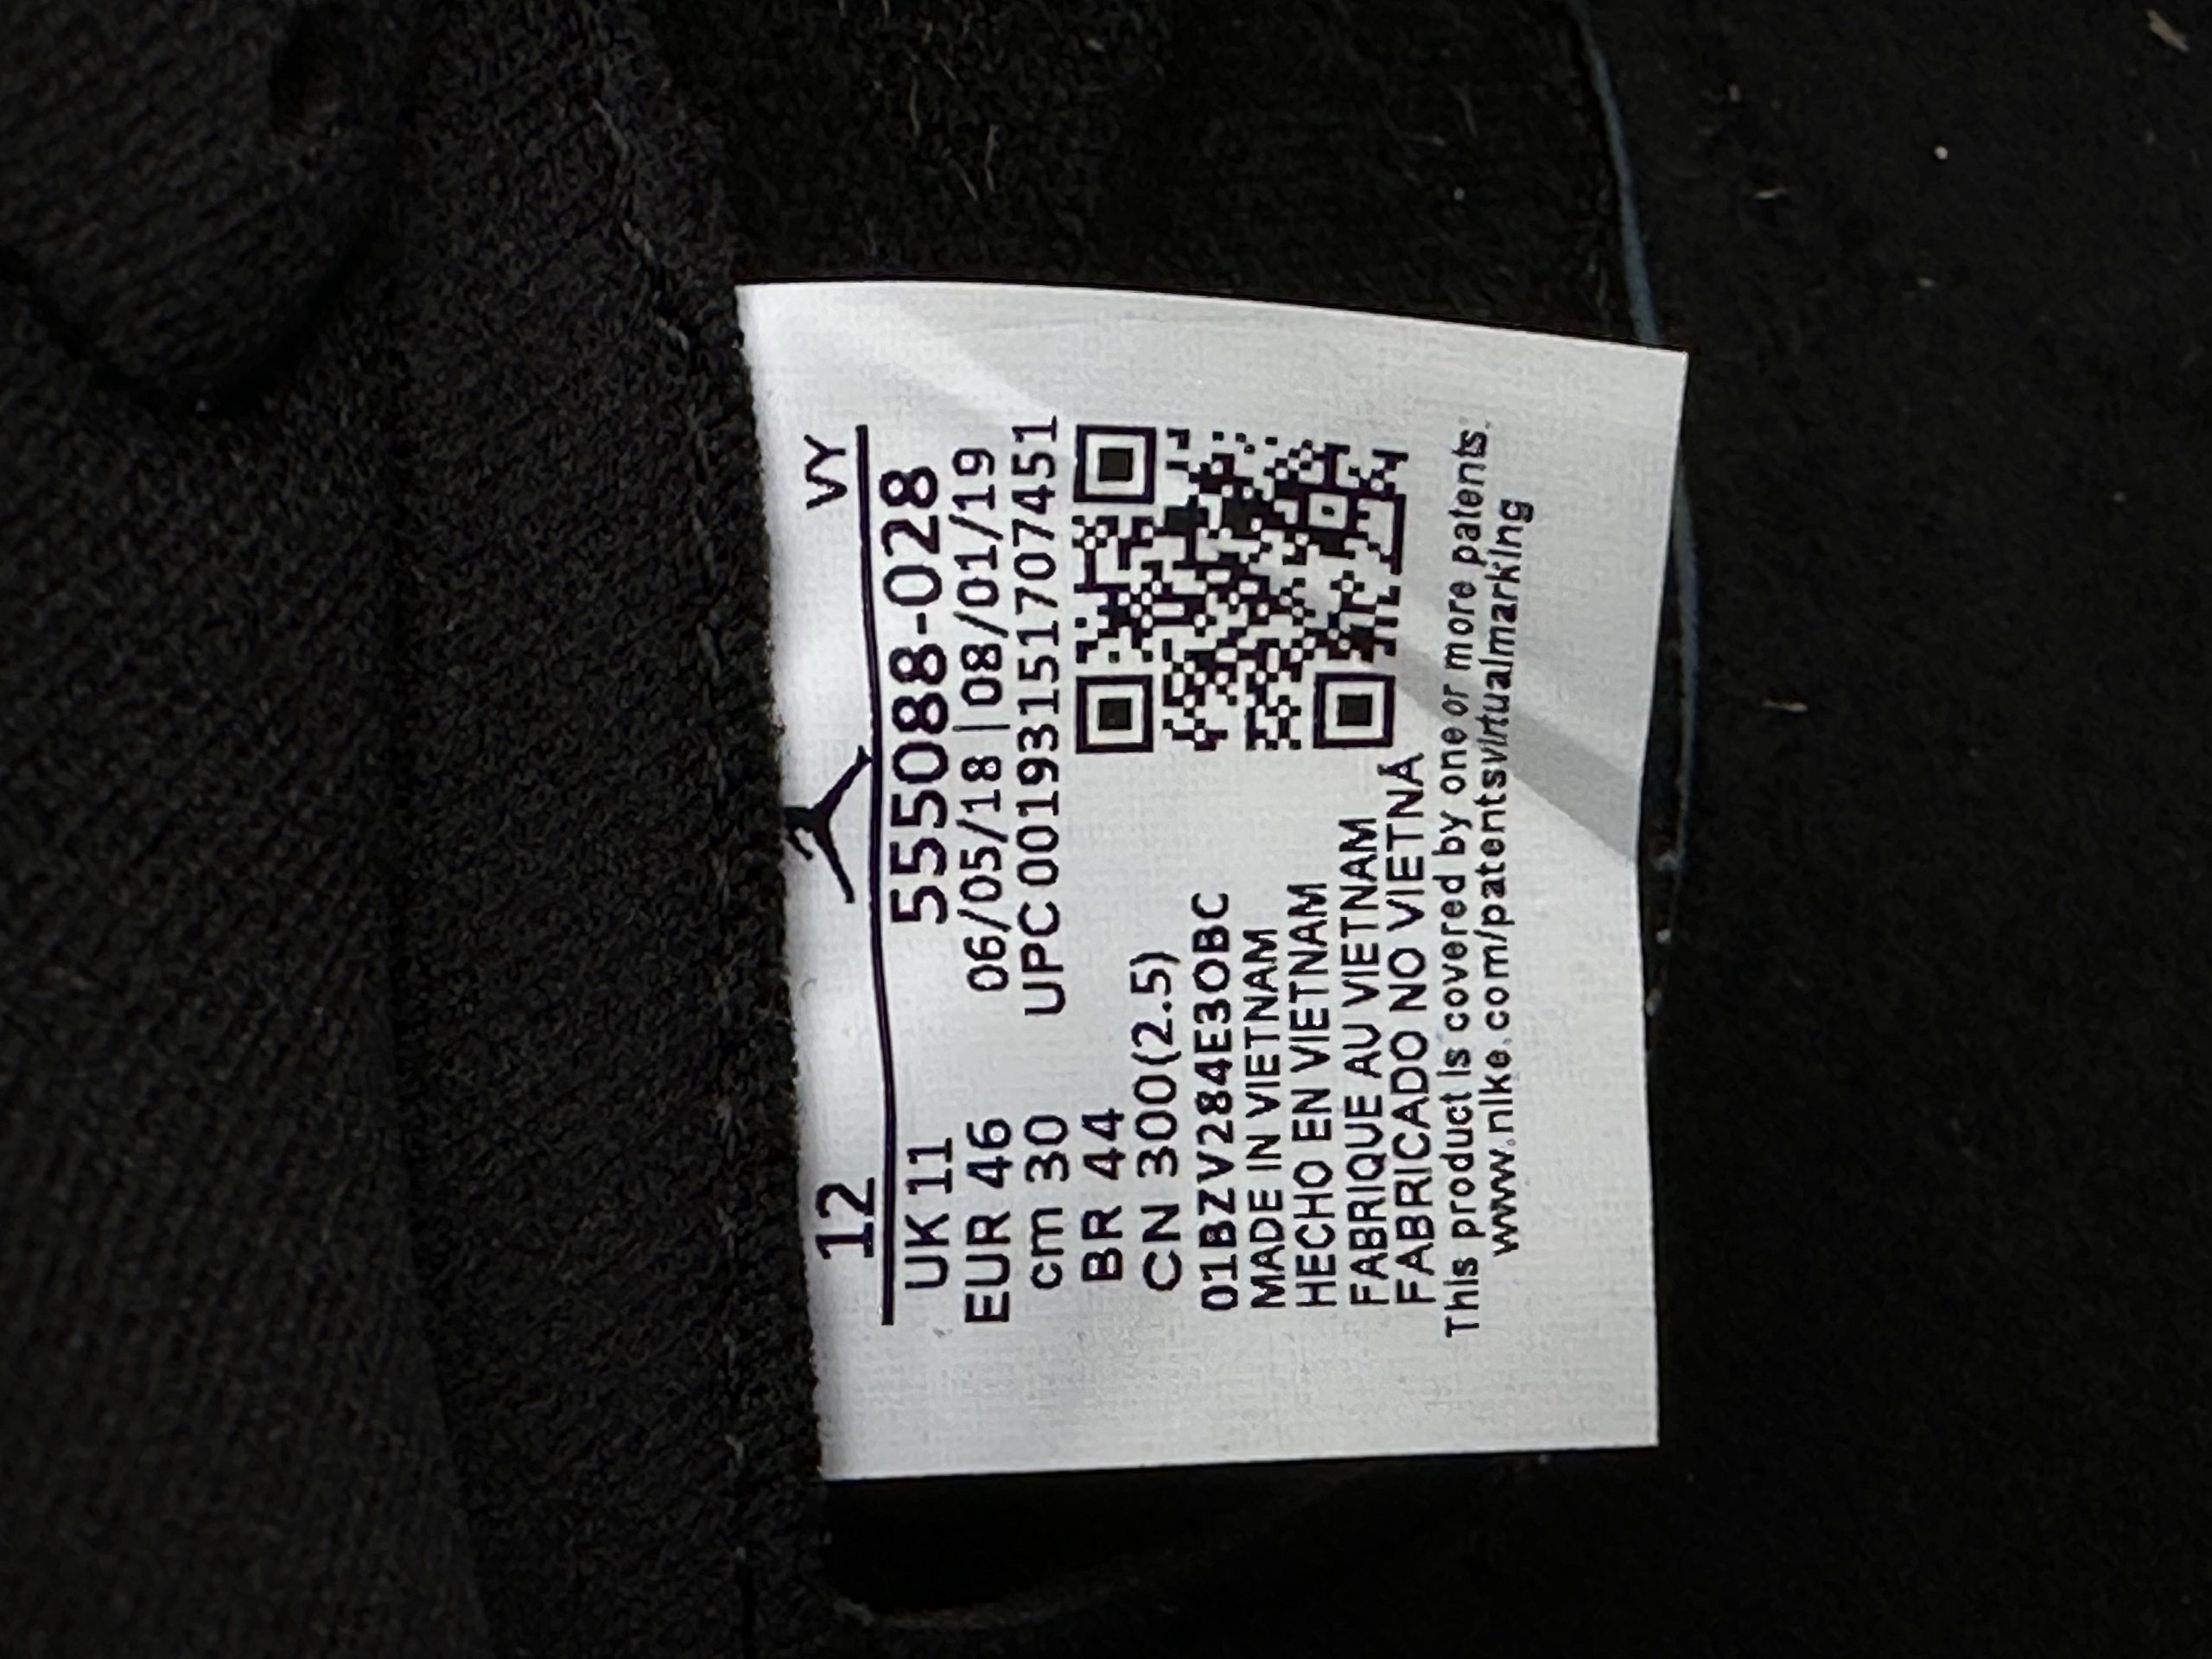 12 VY
UK 11 555088-028
EUR 46 06/05/18 | 08/01/19
cm 30 UPC 00193151707451
BR 44
CN 300(2.5)
01BZV284E3OBC
MADE IN VIETNAM
HECHO EN VIETNAM
FABRIQUE AU VIETNAM
FABRICADO NO VIETNÃ
This product is covered by one or more patents.
www.nike.com/patentsvirtualmarking